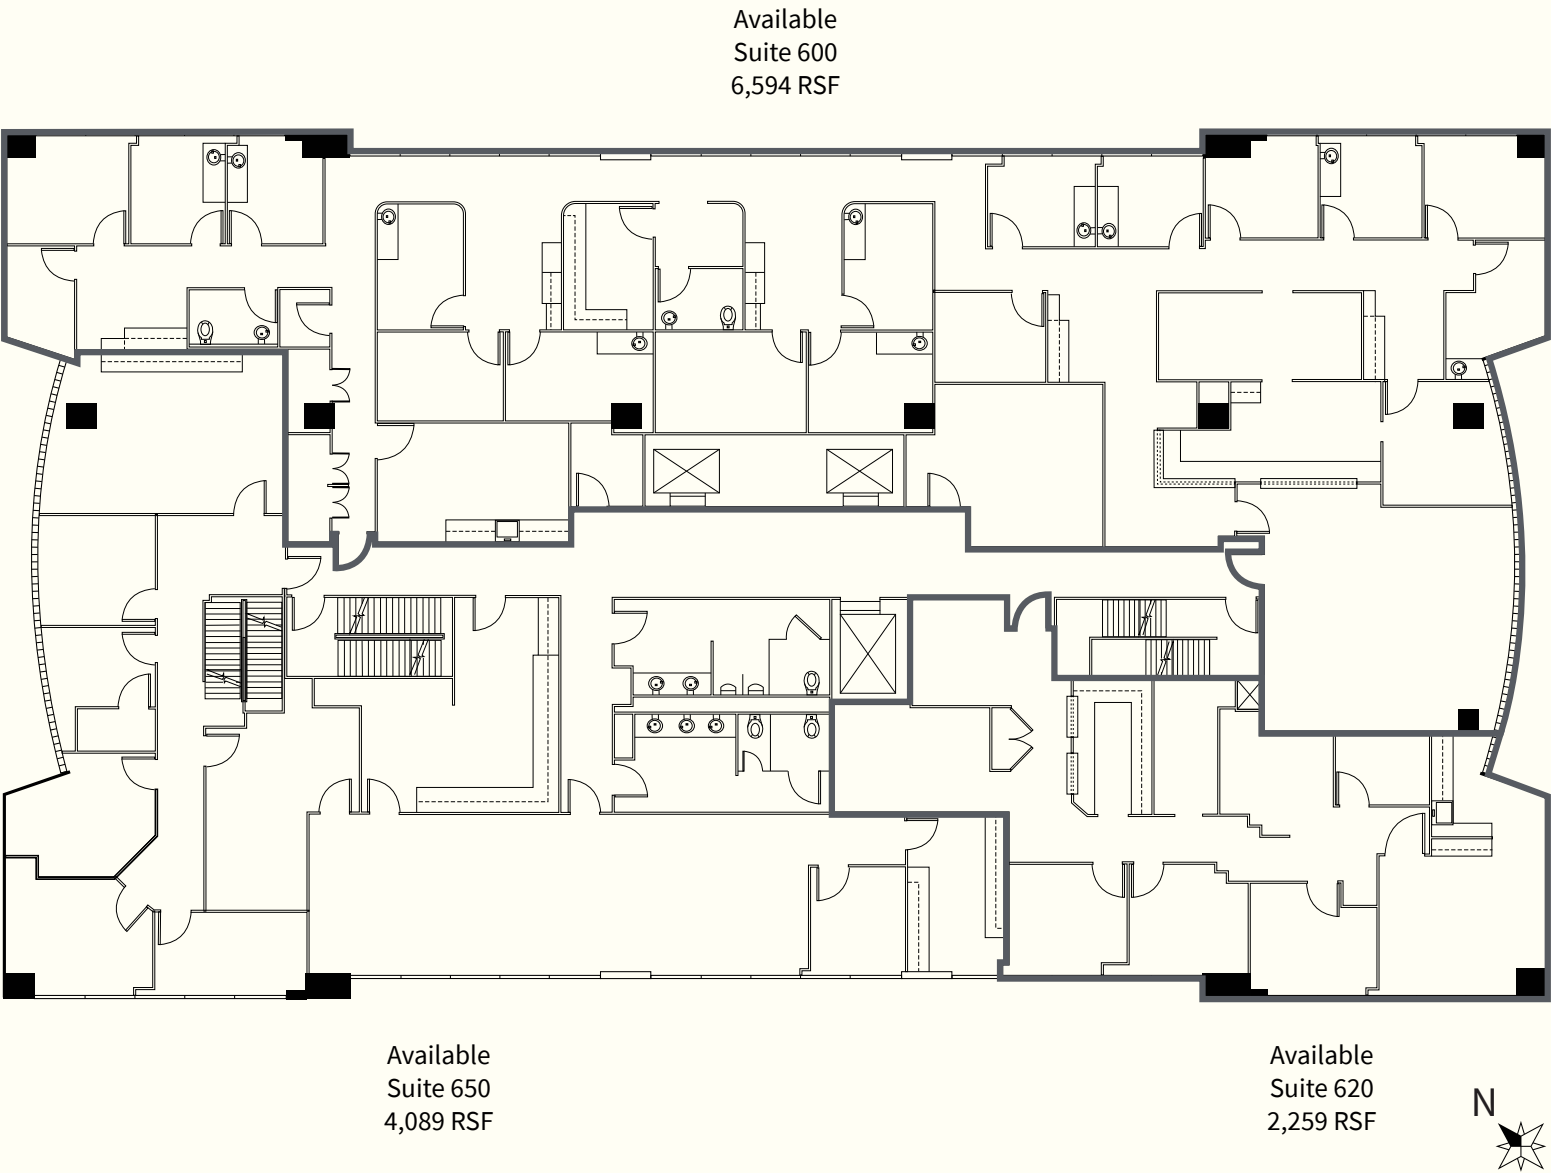 Available
Suite 600
6,594 RSF
Available
Suite 650
4,089 RSF
Available
Suite 620
2,259 RSF
N